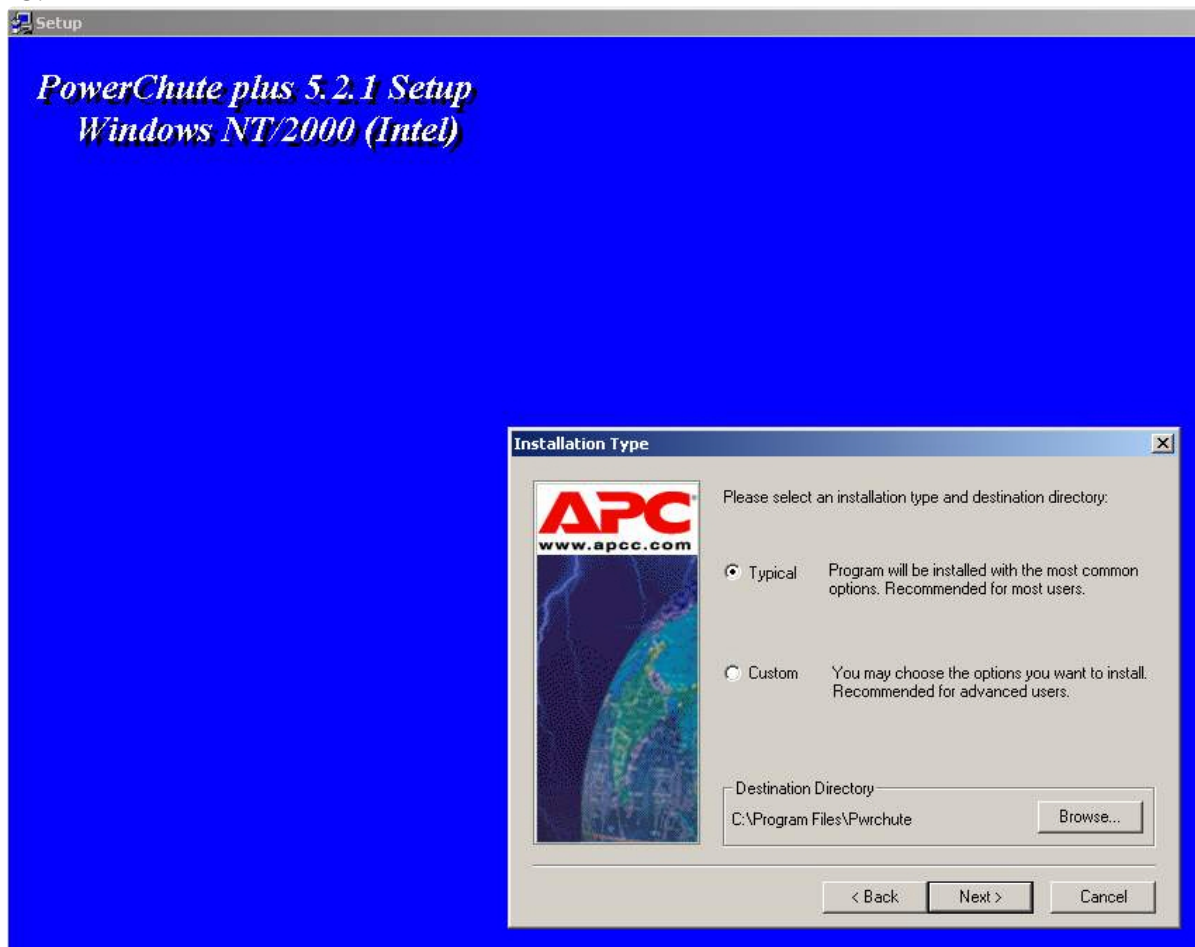 Setup
PowerChute plus 5.2.1 Setup
Windows NT/2000 (Intel)
Installation Type
APC
www.apcc.com
Please select an installation type and destination directory:
Typical Program will be installed with the most common
options. Recommended for most users.
Custom You may choose the options you want to install.
Recommended for advanced users.
Destination Directory
C:\Program Files\Pwrchute Browse...
< Back Next > Cancel